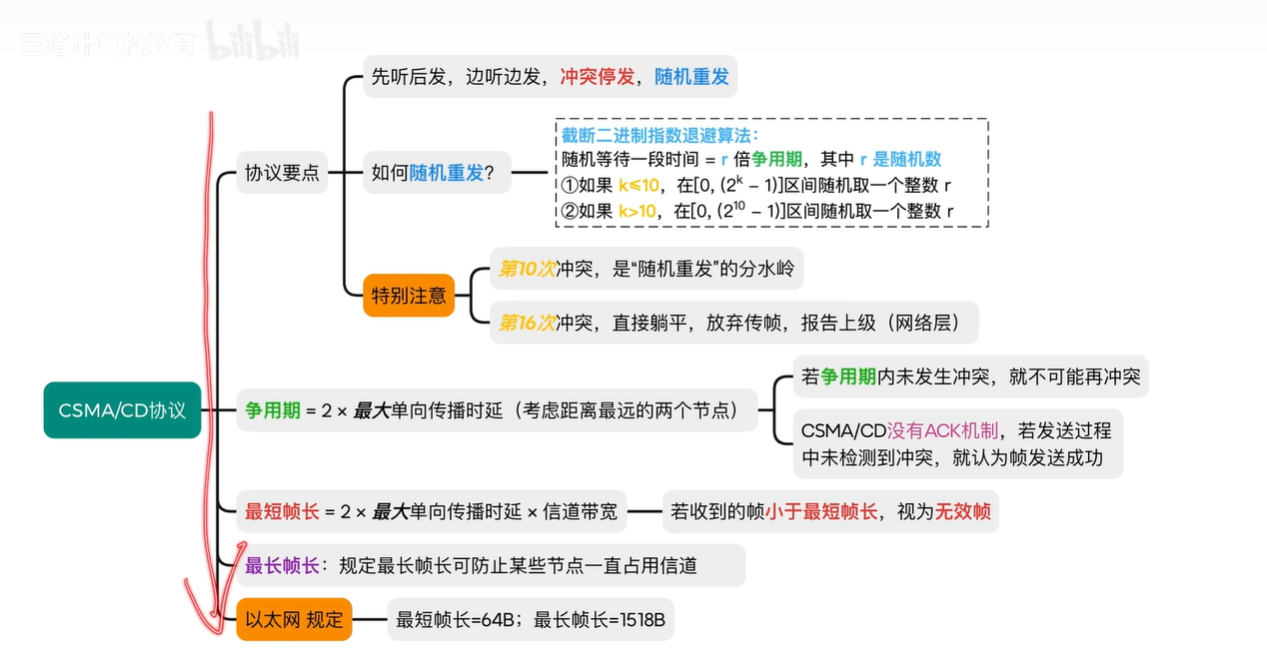 王道计算机教育 bilibili
先听后发，边听边发，冲突停发，随机重发
截断二进制指数退避算法：
随机等待一段时间 = r 倍争用期，其中 r 是随机数
协议要点
如何随机重发？
①如果 k≤10，在[0, (2ᵏ – 1)]区间随机取一个整数 r
②如果 k>10，在[0, (2¹⁰ – 1)]区间随机取一个整数 r
第10次冲突，是“随机重发”的分水岭
特别注意
第16次冲突，直接躺平，放弃传帧，报告上级（网络层）
若争用期内未发生冲突，就不可能再冲突
CSMA/CD协议
争用期 = 2 × 最大单向传播时延（考虑距离最远的两个节点）
CSMA/CD没有ACK机制，若发送过程
中未检测到冲突，就认为帧发送成功
最短帧长 = 2 × 最大单向传播时延 × 信道带宽
若收到的帧小于最短帧长，视为无效帧
最长帧长：规定最长帧长可防止某些节点一直占用信道
以太网 规定
最短帧长=64B；最长帧长=1518B